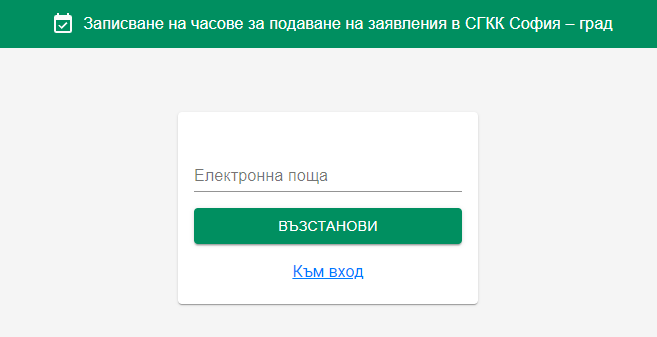 Записване на часове за подаване на заявления в СГКК София – град
Електронна поща
ВЪЗСТАНОВИ
Към вход